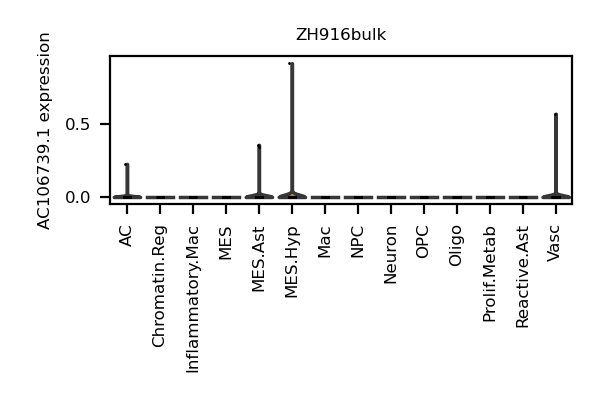 ZH916bulk
AC106739.1 expression
0.5
0.0
AC
Chromatin.Reg
Inflammatory.Mac
MES
MES.Ast
MES.Hyp
Mac
NPC
Neuron
OPC
Oligo
Prolif.Metab
Reactive.Ast
Vasc